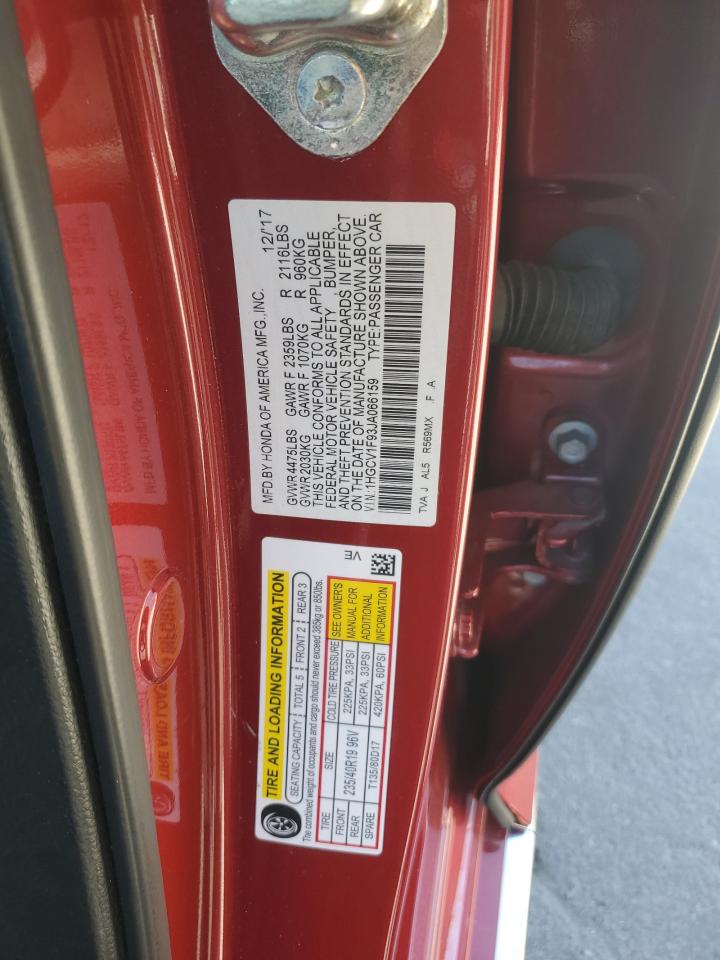 MFD.BY HONDA OF AMERICA MFG.,INC. 12/'17
GVWR 4475LBS GAWR F 2359LBS R 2116LBS
GVWR 2030KG GAWR F 1070KG R 960KG
THIS VEHICLE CONFORMS TO ALL APPLICABLE
FEDERAL MOTOR VEHICLE SAFETY BUMPER,
AND THEFT PREVENTION STANDARDS IN EFFECT
ON THE DATE OF MANUFACTURE SHOWN ABOVE.
V.I.N.:1HGCV1F93JA066159 TYPE:PASSENGER CAR
TVA J AL5 R569MX .F .A
TIRE AND LOADING INFORMATION
VE
SEATING CAPACITY TOTAL 5 FRONT 2 REAR 3
The combined weight of occupants and cargo should never exceed 385kg or 850lbs.
TIRE SIZE COLD TIRE PRESSURE SEE OWNER'S
FRONT 235/40R19 96V 225KPA, 33PSI MANUAL FOR
REAR 225KPA, 33PSI ADDITIONAL
SPARE T135/80D17 420KPA, 60PSI INFORMATION